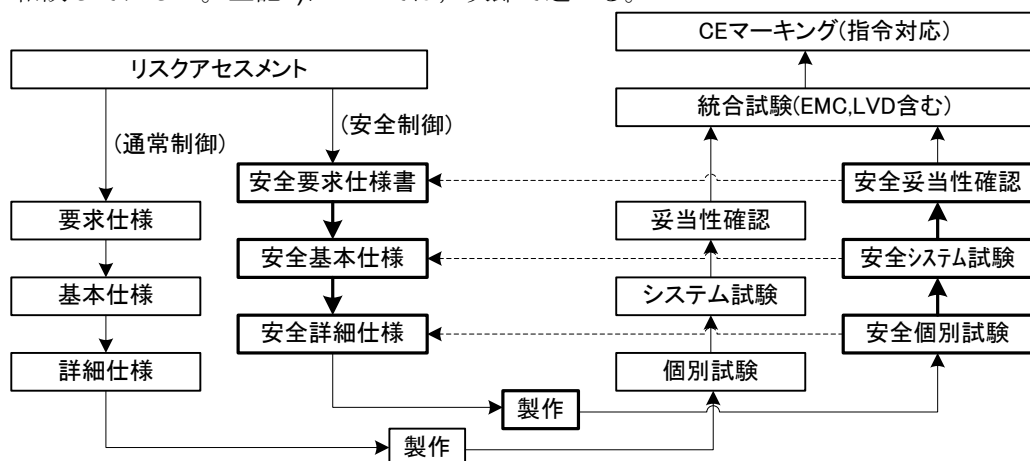 CEマーキング(指令対応)
リスクアセスメント
統合試験(EMC,LVD含む)
(通常制御)
(安全制御)
安全要求仕様書
安全妥当性確認
要求仕様
妥当性確認
安全基本仕様
安全システム試験
基本仕様
システム試験
安全詳細仕様
安全個別試験
詳細仕様
個別試験
製作
製作